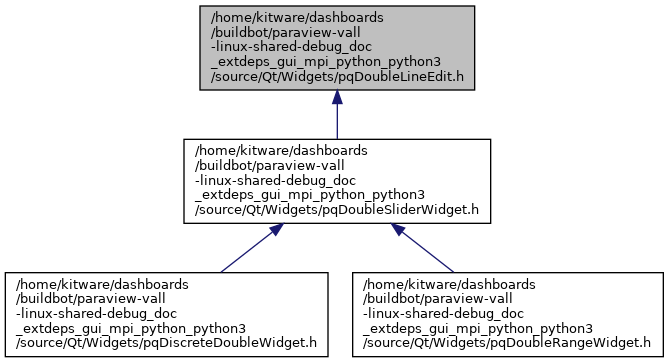 /home/kitware/dashboards
/buildbot/paraview-vall
-linux-shared-debug_doc
_extdeps_gui_mpi_python_python3
/source/Qt/Widgets/pqDoubleLineEdit.h
/home/kitware/dashboards
/buildbot/paraview-vall
-linux-shared-debug_doc
_extdeps_gui_mpi_python_python3
/source/Qt/Widgets/pqDoubleSliderWidget.h
/home/kitware/dashboards
/buildbot/paraview-vall
-linux-shared-debug_doc
_extdeps_gui_mpi_python_python3
/source/Qt/Widgets/pqDiscreteDoubleWidget.h
/home/kitware/dashboards
/buildbot/paraview-vall
-linux-shared-debug_doc
_extdeps_gui_mpi_python_python3
/source/Qt/Widgets/pqDoubleRangeWidget.h